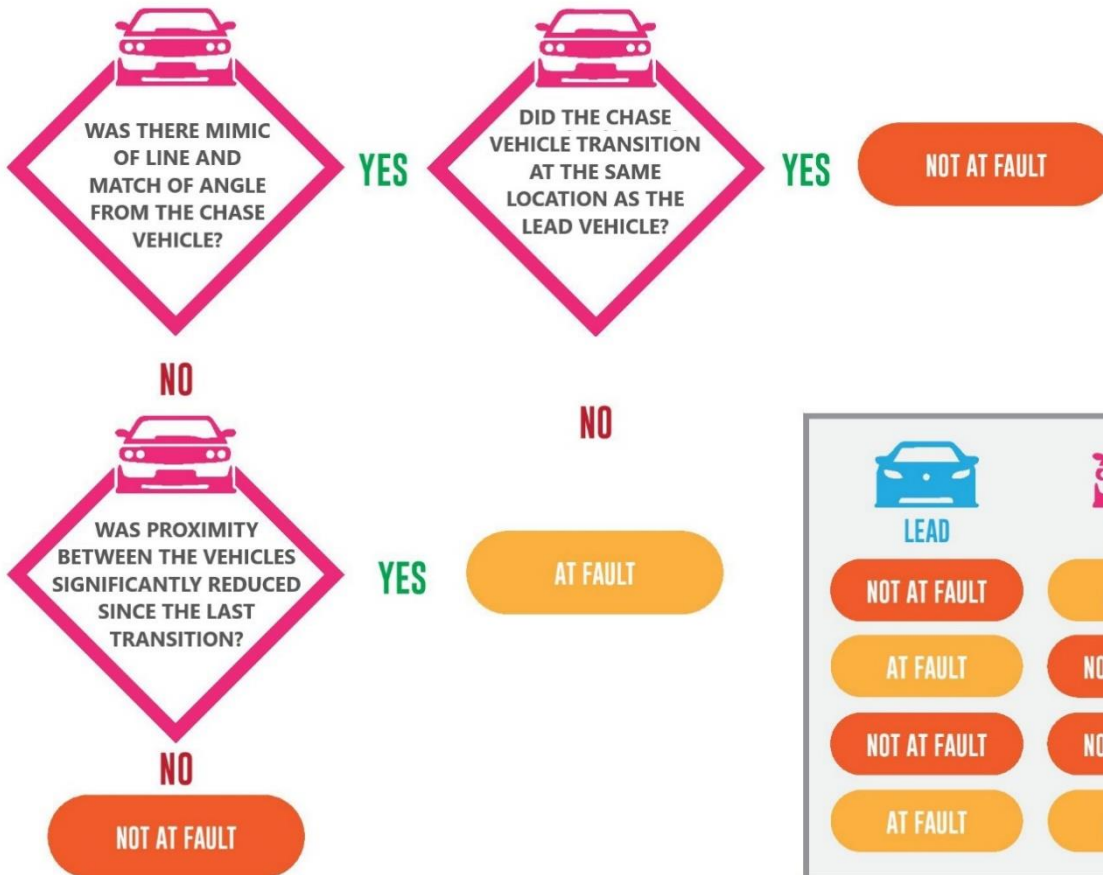 WAS THERE MIMIC
OF LINE AND
MATCH OF ANGLE
FROM THE CHASE
VEHICLE?
YES
DID THE CHASE
VEHICLE TRANSITION
AT THE SAME
LOCATION AS THE
LEAD VEHICLE?
YES
NOT AT FAULT
NO
NO
WAS PROXIMITY
BETWEEN THE VEHICLES
SIGNIFICANTLY REDUCED
SINCE THE LAST
TRANSITION?
YES
AT FAULT
NO
NOT AT FAULT
LEAD
NOT AT FAULT
AT FAULT
NOT AT FAULT
AT FAULT